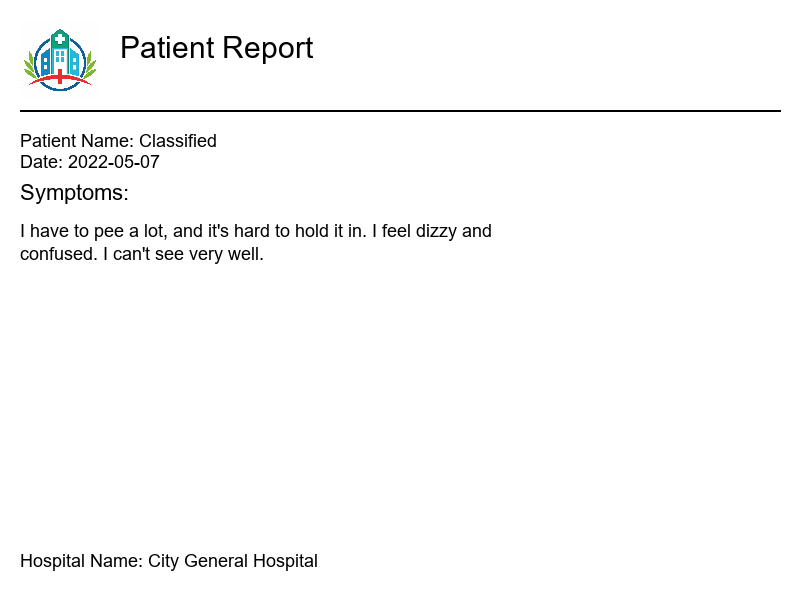 Patient Report
Patient Name: Classified
Date: 2022-05-07
Symptoms:
I have to pee a lot, and it's hard to hold it in. I feel dizzy and
confused. I can't see very well.
Hospital Name: City General Hospital